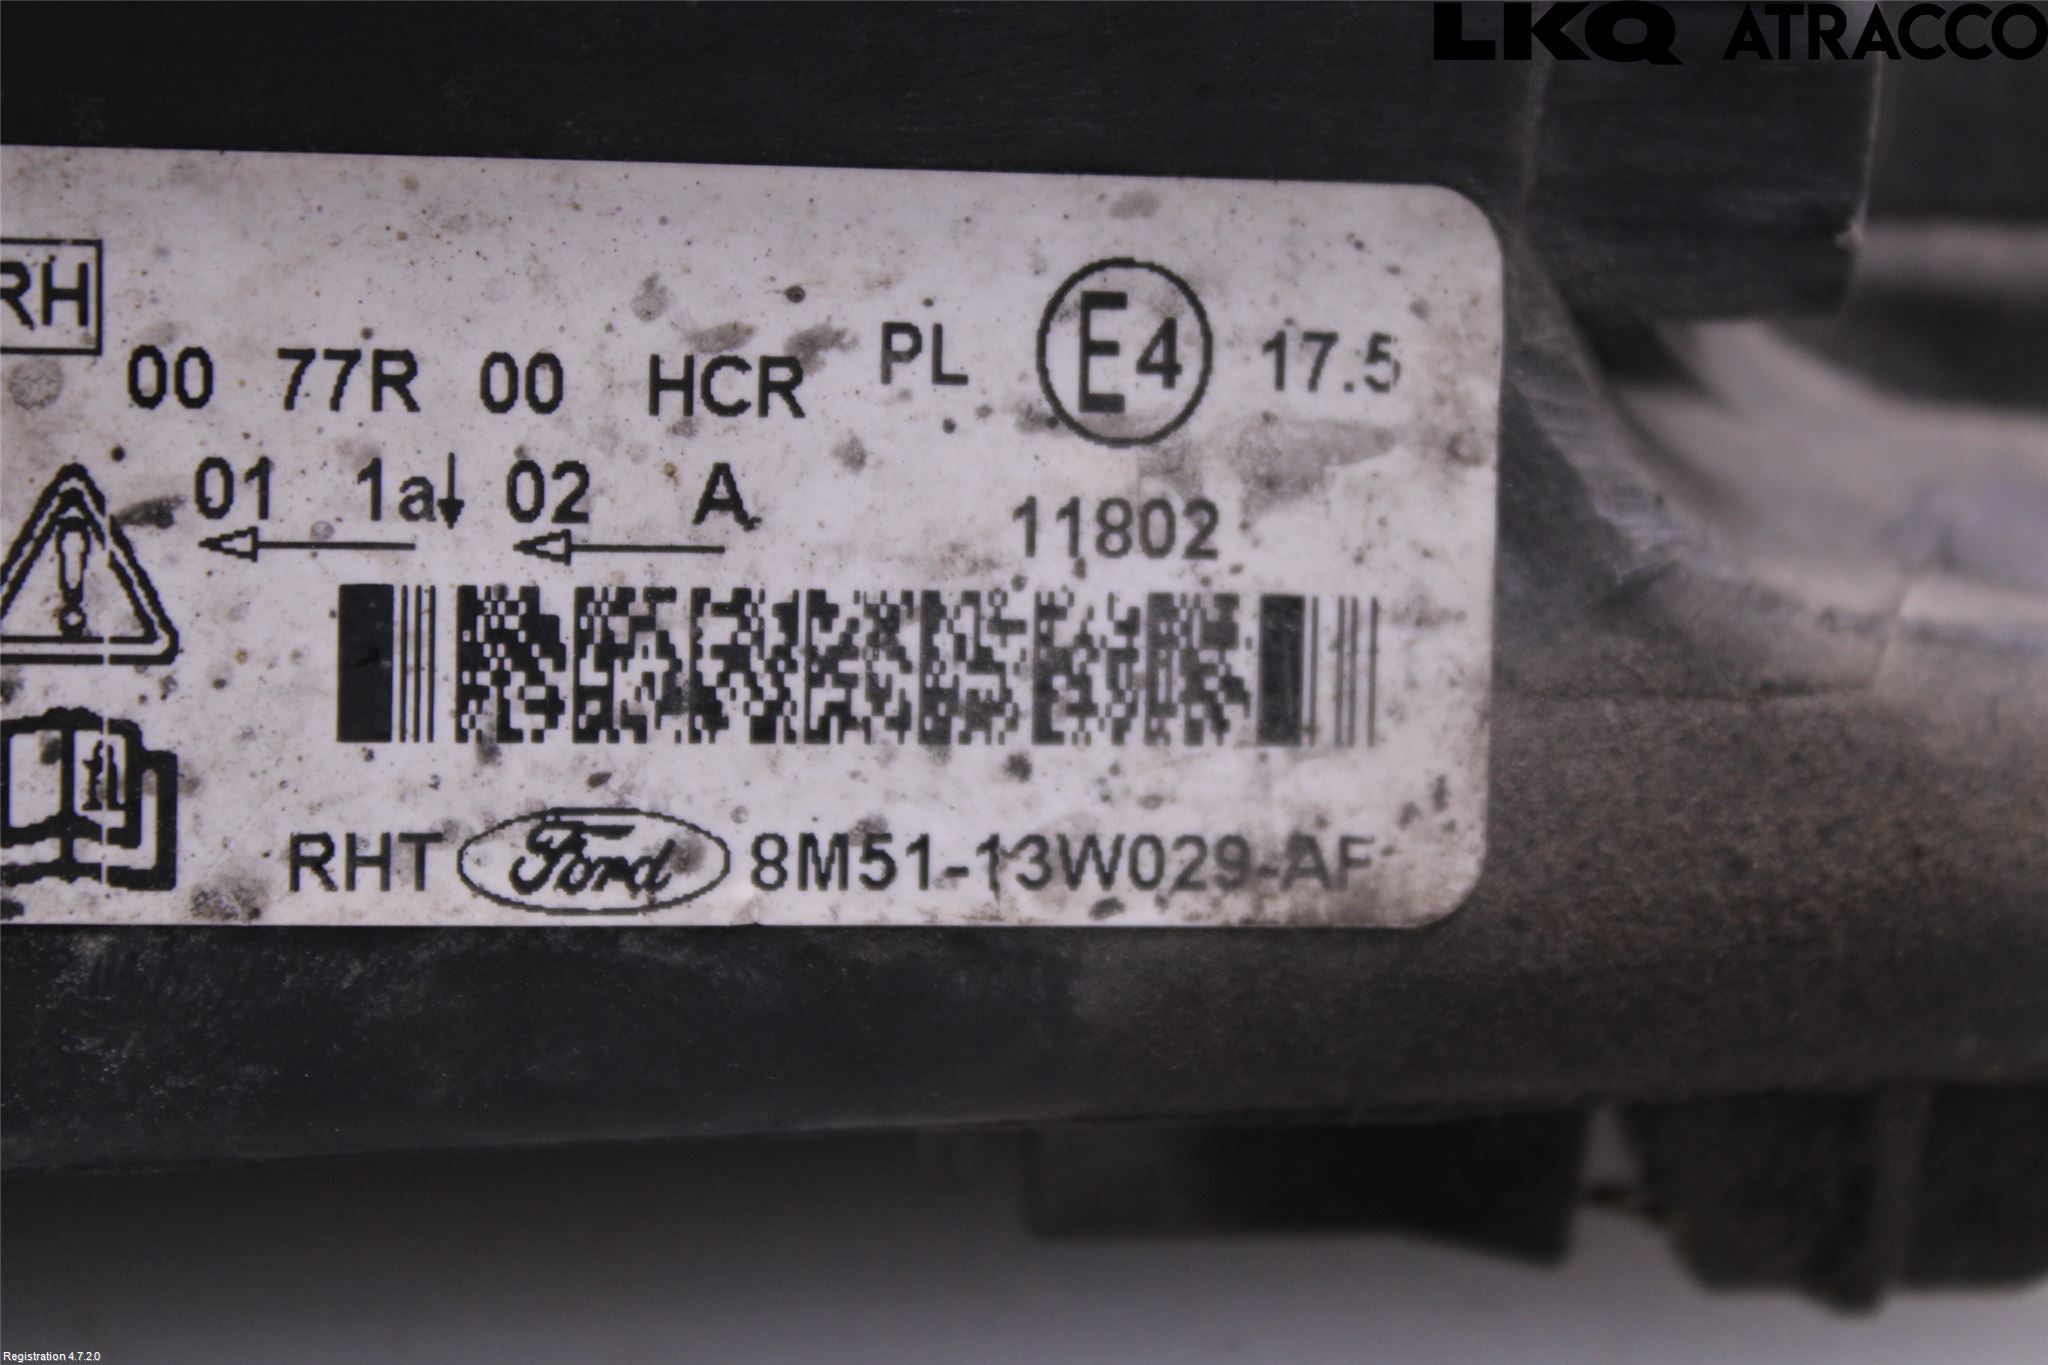 LKQ ATRACCO
RH
00 77R 00 HCR PL E4 17.5
01 1a↓ 02 A 11802
RHT Ford 8M51-13W029-AF
Registration 4.7.2.0